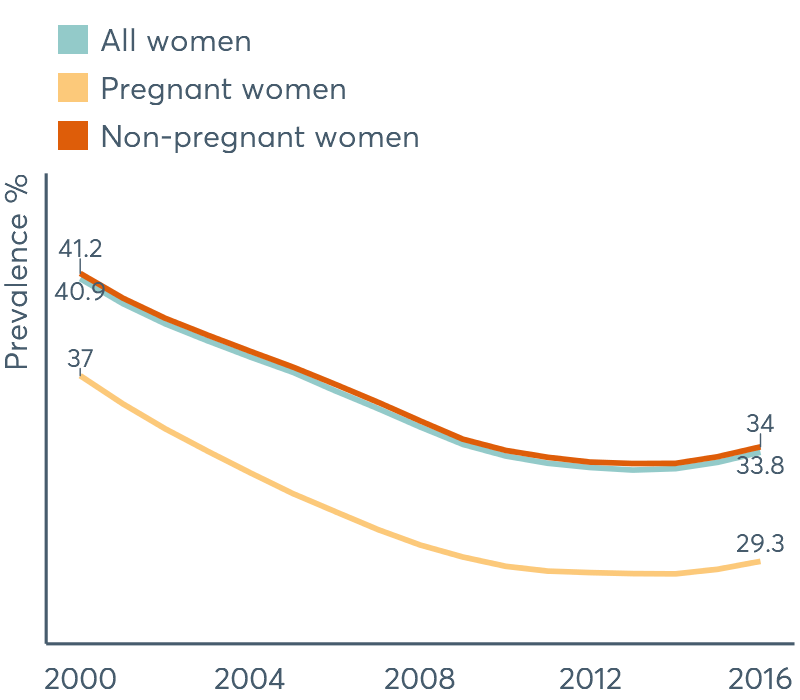 All women
Pregnant women
Non-pregnant women
Prevalence %
41.2
40.9
37
34
33.8
29.3
2000 2004 2008 2012 2016